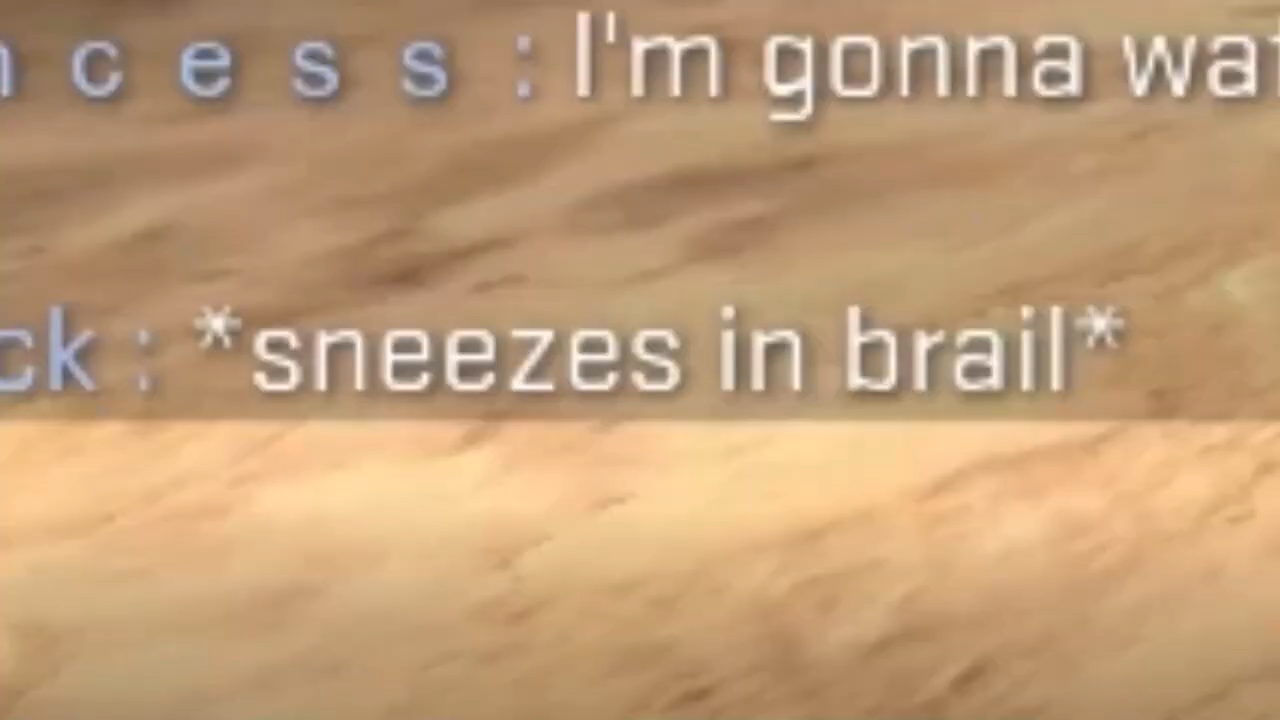 n c e s s : I'm gonna wat
ck : *sneezes in brail*